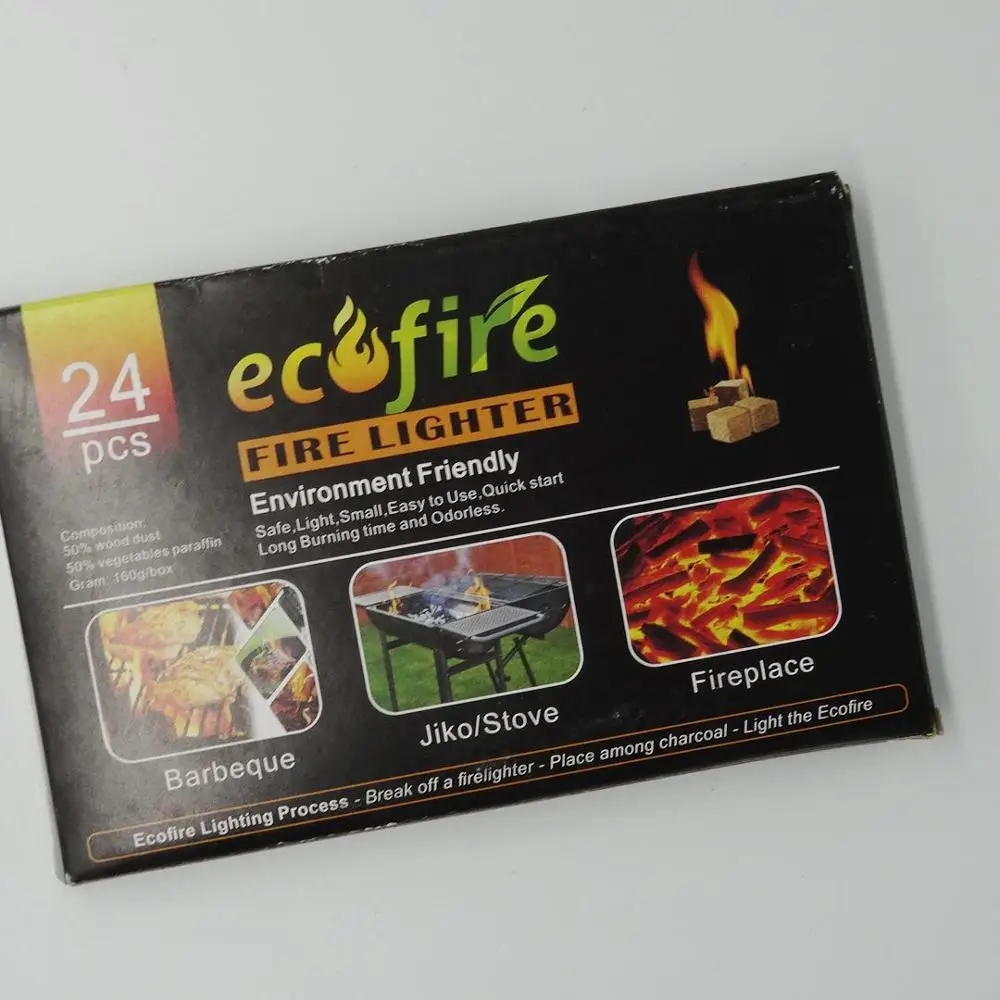 24
pcs
ecofire
FIRE LIGHTER
Environment Friendly
Safe,Light,Small,Easy to Use,Quick start
Long Burning time and Odorless.
Composition:
50% wood dust
50% vegetables paraffin
Gram: 160g/box
Barbeque
Jiko/Stove
Fireplace
Ecofire Lighting Process - Break off a firelighter - Place among charcoal - Light the Ecofire